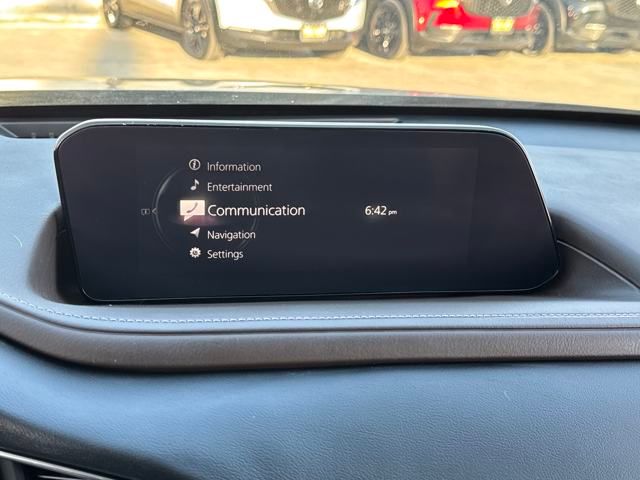 Information
Entertainment
Communication
6:42 pm
Navigation
Settings